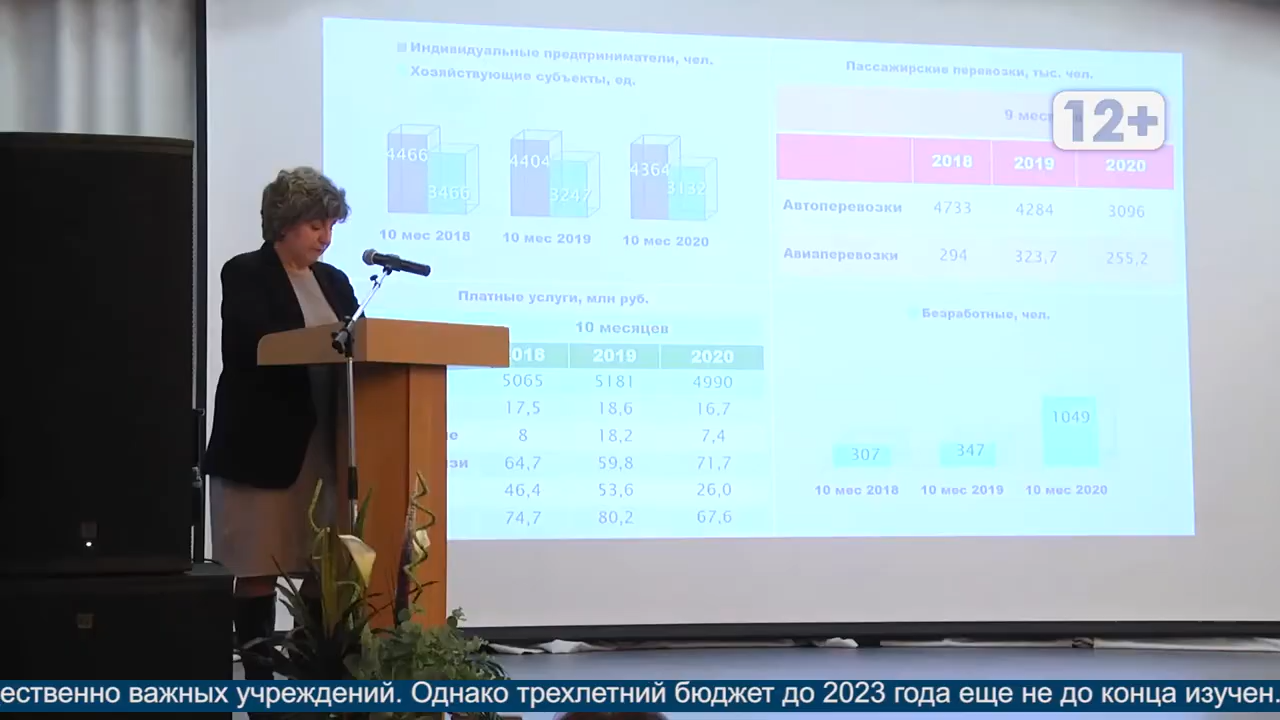 Индивидуальные предприниматели, чел.
Хозяйствующие субъекты, ед.
4466 3466 4404 3247 4364 3132
10 мес 2018 10 мес 2019 10 мес 2020
Пассажирские перевозки, тыс. чел.
9 мес
12+
2018 2019 2020
Автоперевозки 4733 4284 3096
Авиаперевозки 294 323,7 255,2
Платные услуги, млн руб.
10 месяцев
018 2019 2020
5065 5181 4990
17,5 18,6 16,7
е 8 18,2 7,4
зи 64,7 59,8 71,7
46,4 53,6 26,0
74,7 80,2 67,6
Безработные, чел.
307 347 1049
10 мес 2018 10 мес 2019 10 мес 2020
ественно важных учреждений. Однако трехлетний бюджет до 2023 года еще не до конца изучен.